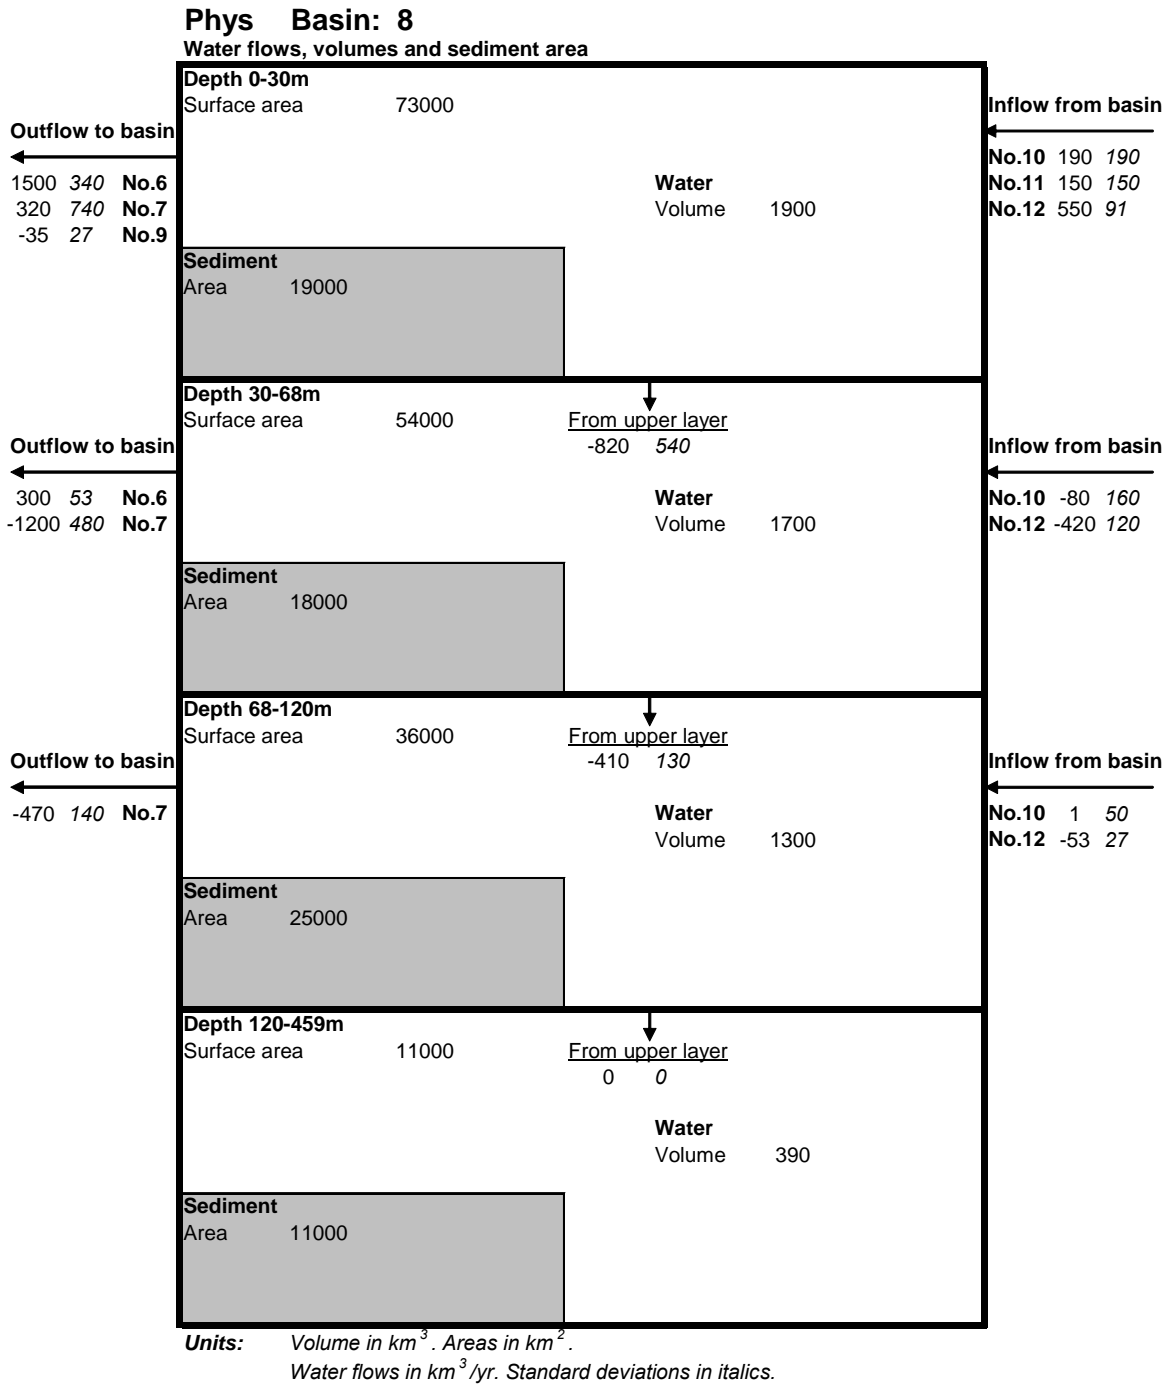 Phys Basin: 8
Water flows, volumes and sediment area
Depth 0-30m
Surface area 73000
Inflow from basin
Outflow to basin
No.10 190 190
1500 340 No.6
Water
No.11 150 150
320 740 No.7
Volume 1900
No.12 550 91
-35 27 No.9
Sediment
Area 19000
Depth 30-68m
Surface area 54000
From upper layer
-820 540
Outflow to basin
Inflow from basin
300 53 No.6
Water
No.10 -80 160
-1200 480 No.7
Volume 1700
No.12 -420 120
Sediment
Area 18000
Depth 68-120m
Surface area 36000
From upper layer
-410 130
Outflow to basin
Inflow from basin
-470 140 No.7
Water
No.10 1 50
Volume 1300
No.12 -53 27
Sediment
Area 25000
Depth 120-459m
Surface area 11000
From upper layer
0 0
Water
Volume 390
Sediment
Area 11000
Units: Volume in km³. Areas in km².
Water flows in km³/yr. Standard deviations in italics.